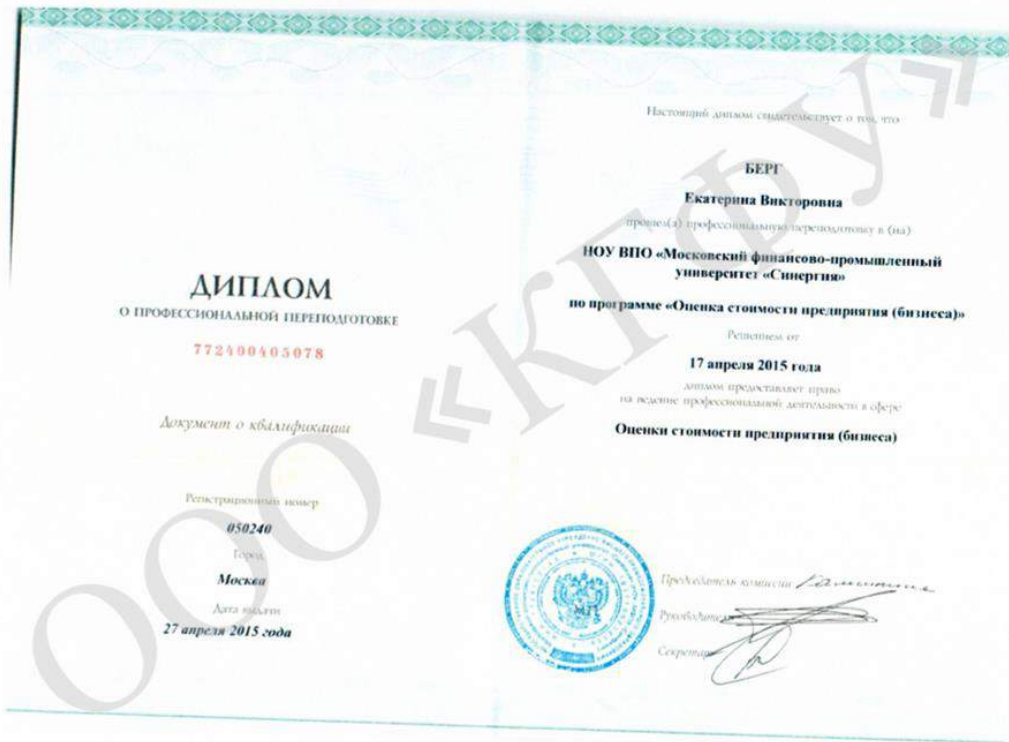 ДИПЛОМ
О ПРОФЕССИОНАЛЬНОЙ ПЕРЕПОДГОТОВКЕ
772400405078
Документ о квалификации
Регистрационный номер
050240
Город
Москва
Дата выдачи
27 апреля 2015 года
Настоящий диплом свидетельствует о том, что
БЕРГ
Екатерина Викторовна
прошел(а) профессиональную переподготовку в (на)
НОУ ВПО «Московский финансово-промышленный
университет «Синергия»
по программе «Оценка стоимости предприятия (бизнеса)»
Решением от
17 апреля 2015 года
диплом предоставляет право
на ведение профессиональной деятельности в сфере
Оценки стоимости предприятия (бизнеса)
М.П.
Председатель комиссии
Руководитель
Секретарь
ООО «КГФУ»